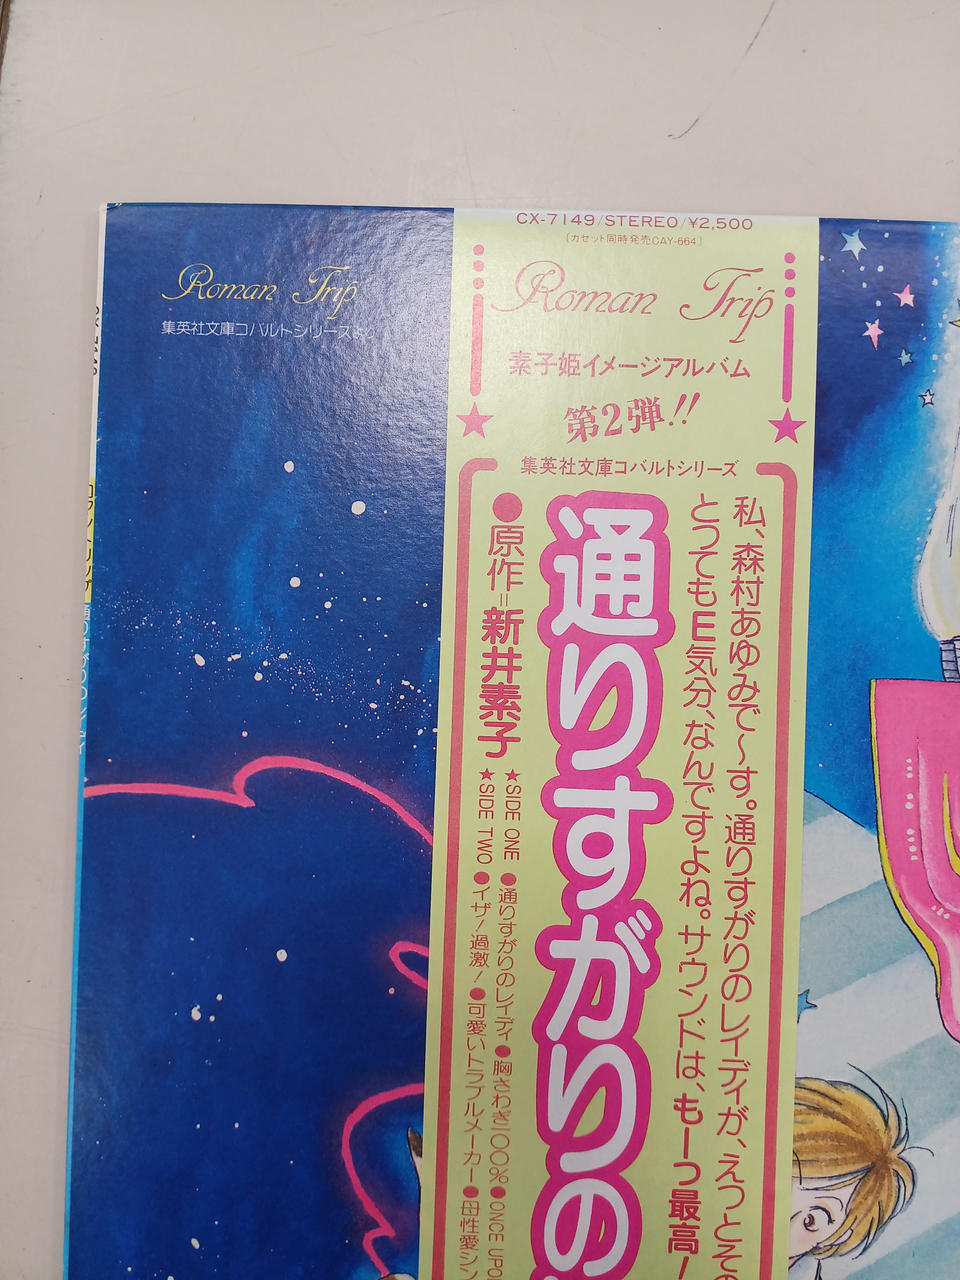 CX-7149/STEREO/¥2,500
(カセット同時発売CAY-664)
Roman Trip
集英社文庫コバルトシリーズより
Roman Trip
素子姫イメージアルバム
第2弾!!
集英社文庫コバルトシリーズ
私、森村あゆみで〜す。通りすがりのレイディが、えっとその
とってもE気分、なんですよね。サウンドは、もーっ最高!
通りすがりの
●原作=新井素子
★SIDE ONE ●通りすがりのレイディ●胸さわぎ100%●ONCE UPON
★SIDE TWO ●イザ!過激!●可愛いトラブルメーカー●母性愛シン